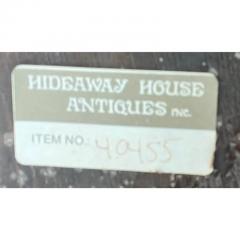 HIDEAWAY HOUSE
ANTIQUES INC.
ITEM NO.: 40455